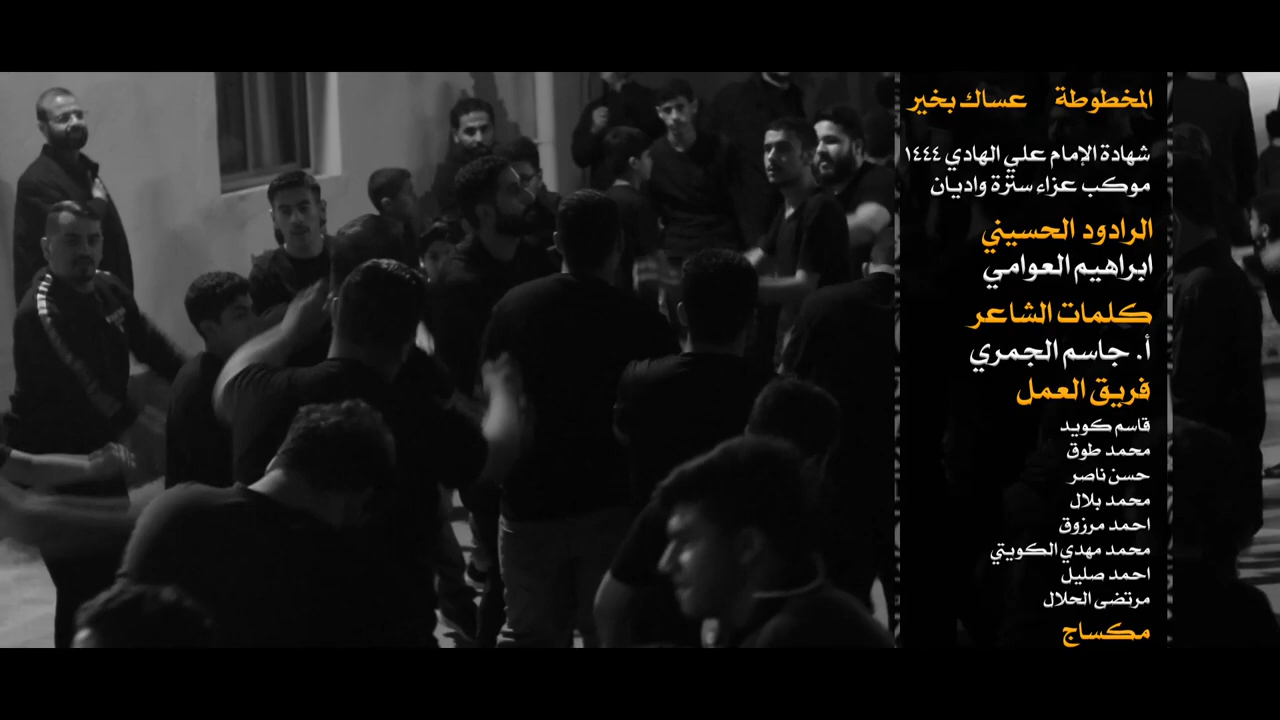 المخطوطة عساك بخير
شهادة الإمام علي الهادي ١٤٤٤
موكب عزاء سترة واديان
الرادود الحسيني
ابراهيم العوامي
كلمات الشاعر
أ. جاسم الجمري
فريق العمل
قاسم كويد
محمد طوق
حسن ناصر
محمد بلال
احمد مرزوق
محمد مهدي الكويتي
احمد صليل
مرتضى الحلال
مكساج